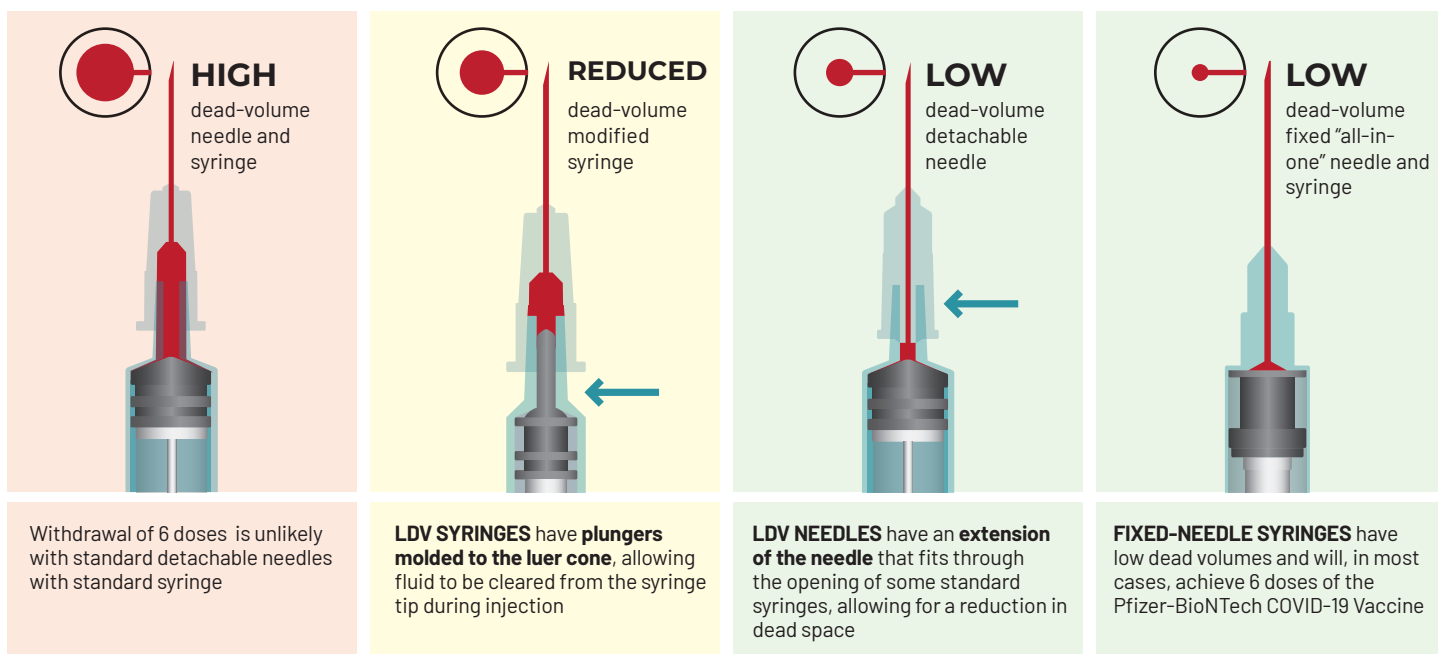 HIGH
dead-volume
needle and
syringe
REDUCED
dead-volume
modified
syringe
LOW
dead-volume
detachable
needle
LOW
dead-volume
fixed “all-in-
one” needle and
syringe
Withdrawal of 6 doses is unlikely
with standard detachable needles
with standard syringe
LDV SYRINGES have plungers
molded to the luer cone, allowing
fluid to be cleared from the syringe
tip during injection
LDV NEEDLES have an extension
of the needle that fits through
the opening of some standard
syringes, allowing for a reduction in
dead space
FIXED-NEEDLE SYRINGES have
low dead volumes and will, in most
cases, achieve 6 doses of the
Pfizer-BioNTech COVID-19 Vaccine